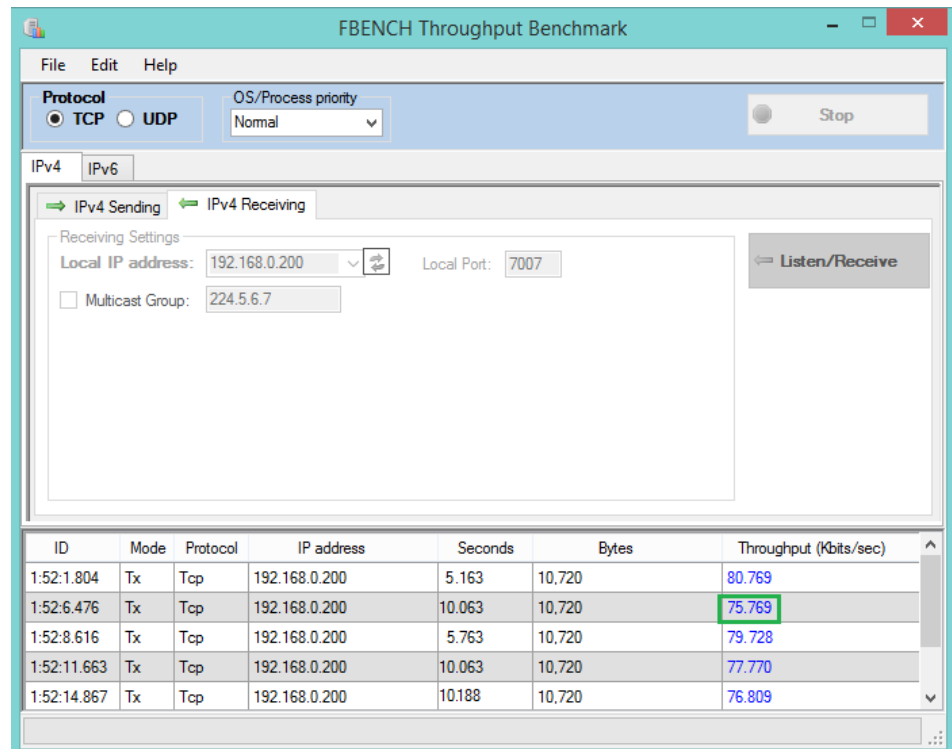 FBENCH Throughput Benchmark
File Edit Help
Protocol OS/Process priority
TCP UDP Normal Stop
IPv4 IPv6
IPv4 Sending IPv4 Receiving
Receiving Settings
Local IP address: 192.168.0.200 Local Port: 7007 Listen/Receive
Multicast Group: 224.5.6.7
ID Mode Protocol IP address Seconds Bytes Throughput (Kbits/sec)
1:52:1.804 Tx Tcp 192.168.0.200 5.163 10,720 80.769
1:52:6.476 Tx Tcp 192.168.0.200 10.063 10,720 75.769
1:52:8.616 Tx Tcp 192.168.0.200 5.763 10,720 79.728
1:52:11.663 Tx Tcp 192.168.0.200 10.063 10,720 77.770
1:52:14.867 Tx Tcp 192.168.0.200 10.188 10,720 76.809